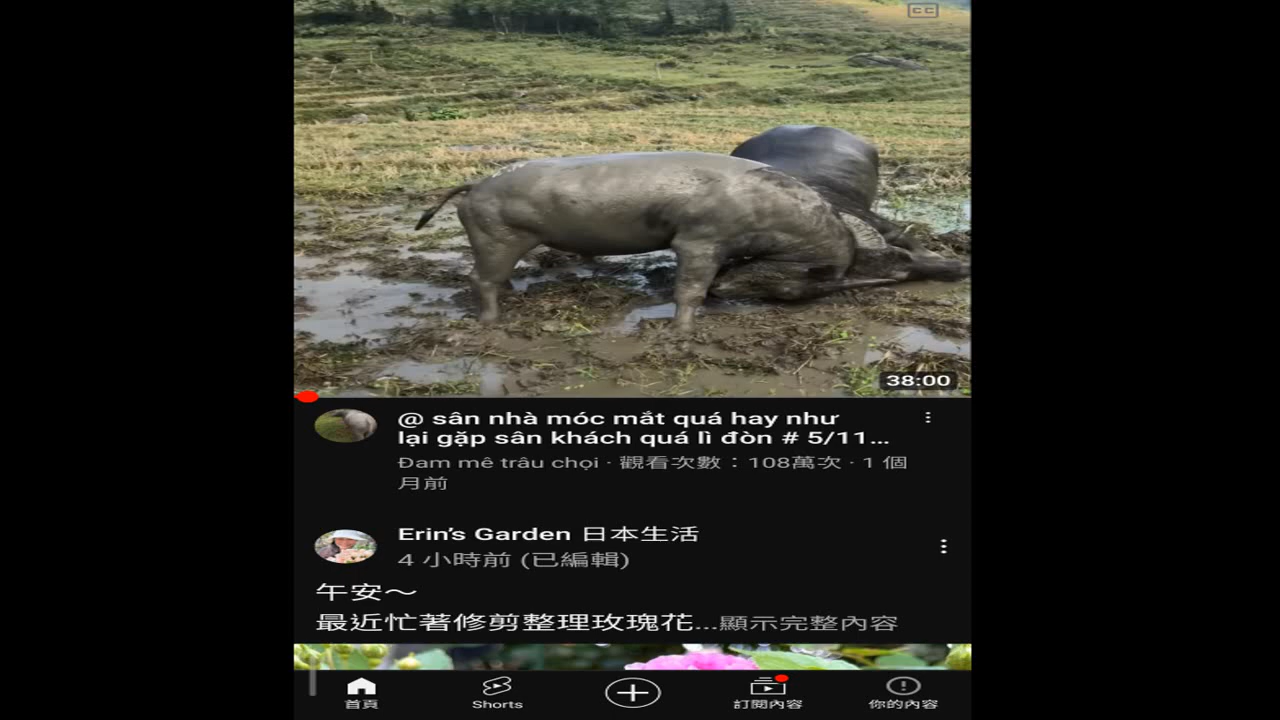 CC
38:00
@ sân nhà móc mắt quá hay như
lại gặp sân khách quá lì đòn # 5/11...
Đam mê trâu chọi · 觀看次數：108萬次 · 1 個
月前
Erin's Garden 日本生活
4 小時前 (已編輯)
午安～
最近忙著修剪整理玫瑰花...顯示完整內容
首頁
Shorts
訂閱內容
你的內容